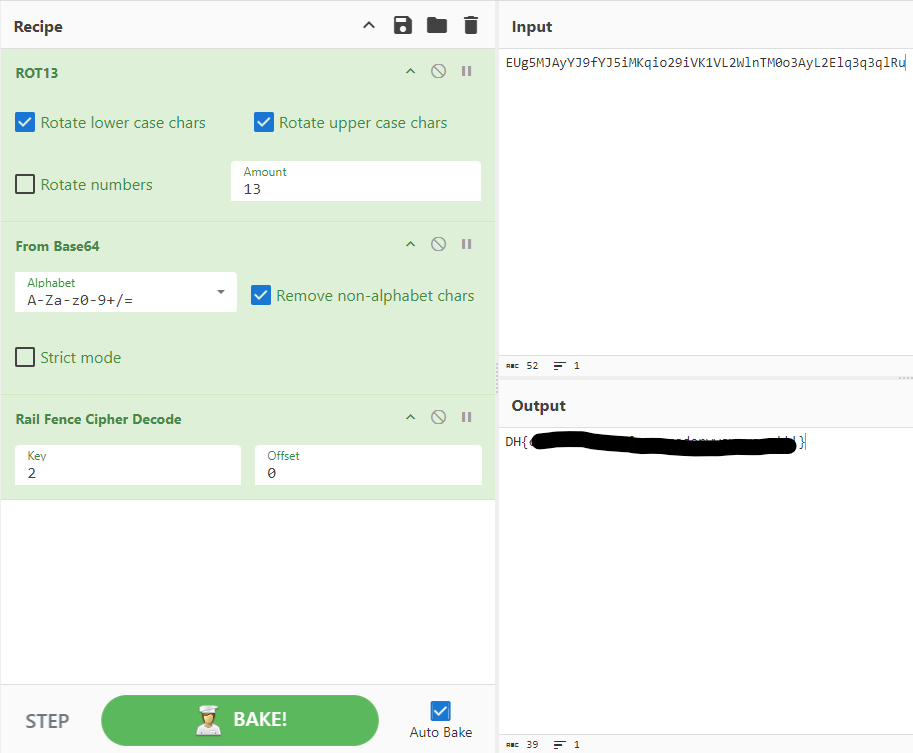 Recipe
ROT13
Rotate lower case chars
Rotate upper case chars
Rotate numbers
Amount
13
From Base64
Alphabet
A-Za-z0-9+/=
Remove non-alphabet chars
Strict mode
Rail Fence Cipher Decode
Key
2
Offset
0
STEP
BAKE!
Auto Bake
Input
EUg5MJAyYJ9fYJ5iMKqio29iVK1VL2WlnTM0o3AyL2Elq3q3qlRu
ABC 52
1
Output
DH{
}
ABC 39
1